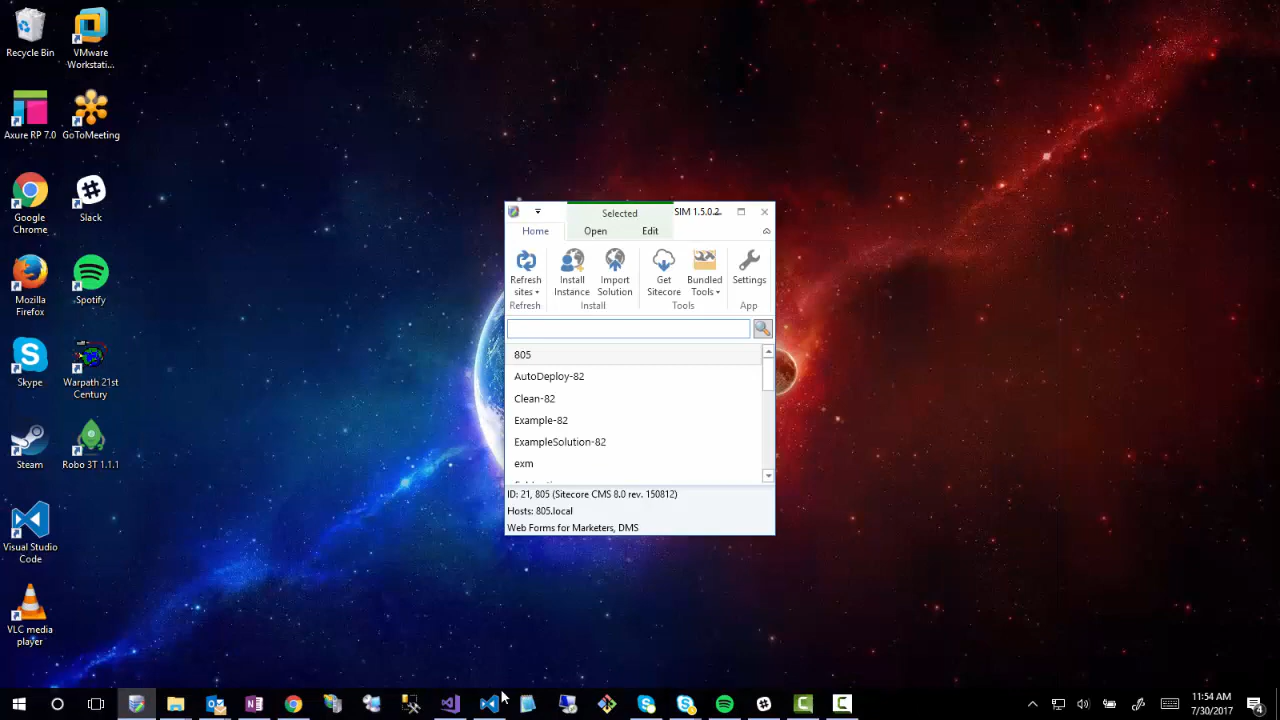 Recycle Bin
VMware
Workstati...
Axure RP 7.0
GoToMeeting
Google
Chrome
Slack
Mozilla
Firefox
Spotify
Skype
Warpath 21st
Century
Steam
Robo 3T 1.1.1
Visual Studio
Code
VLC media
player
Selected
SIM 1.5.0.2
Home
Open
Edit
Refresh
sites
Install
Instance
Import
Solution
Get
Sitecore
Bundled
Tools
Settings
Refresh
Install
Tools
App
805
AutoDeploy-82
Clean-82
Example-82
ExampleSolution-82
exm
ID: 21, 805 (Sitecore CMS 8.0 rev. 150812)
Hosts: 805.local
Web Forms for Marketers, DMS
11:54 AM
7/30/2017
4